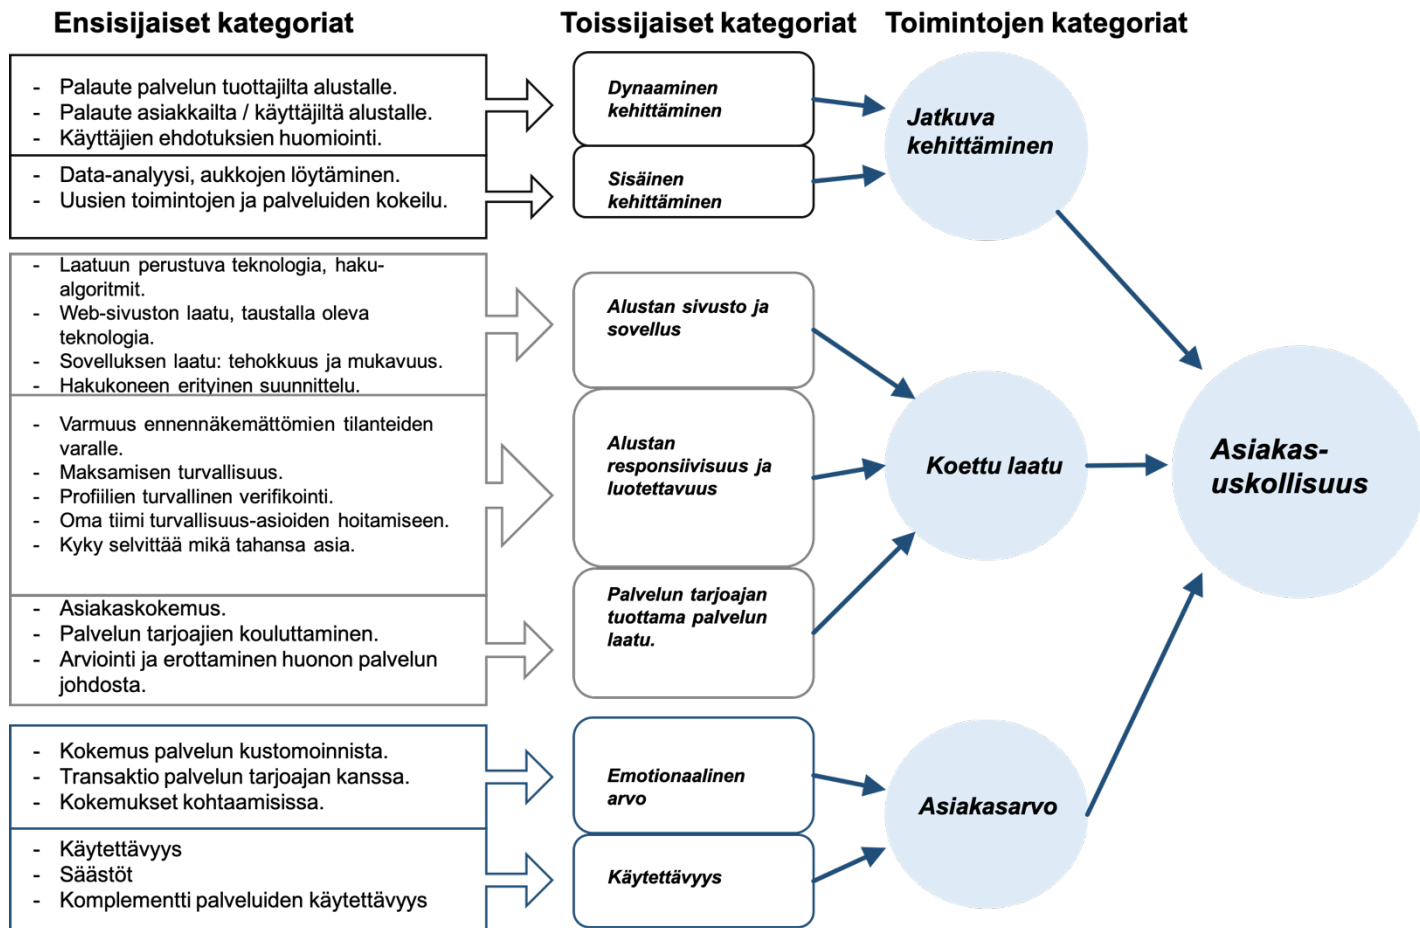 Ensisijaiset kategoriat
Toissijaiset kategoriat
Toimintojen kategoriat
- Palaute palvelun tuottajilta alustalle.
- Palaute asiakkailta / käyttäjiltä alustalle.
- Käyttäjien ehdotuksien huomiointi.
- Data-analyysi, aukkojen löytäminen.
- Uusien toimintojen ja palveluiden kokeilu.
Dynaaminen
kehittäminen
Sisäinen
kehittäminen
Jatkuva
kehittäminen
- Laatuun perustuva teknologia, haku-
algoritmit.
- Web-sivuston laatu, taustalla oleva
teknologia.
- Sovelluksen laatu: tehokkuus ja mukavuus.
- Hakukoneen erityinen suunnittelu.
- Varmuus ennennäkemättömien tilanteiden
varalle.
- Maksamisen turvallisuus.
- Profiilien turvallinen verifikointi.
- Oma tiimi turvallisuus-asioiden hoitamiseen.
- Kyky selvittää mikä tahansa asia.
- Asiakaskokemus.
- Palvelun tarjoajien kouluttaminen.
- Arviointi ja erottaminen huonon palvelun
johdosta.
Alustan sivusto ja
sovellus
Alustan
responsiivisuus ja
luotettavuus
Palvelun tarjoajan
tuottama palvelun
laatu.
Koettu laatu
Asiakas-
uskollisuus
- Kokemus palvelun kustomoinnista.
- Transaktio palvelun tarjoajan kanssa.
- Kokemukset kohtaamisissa.
- Käytettävyys
- Säästöt
- Komplementti palveluiden käytettävyys
Emotionaalinen
arvo
Käytettävyys
Asiakasarvo